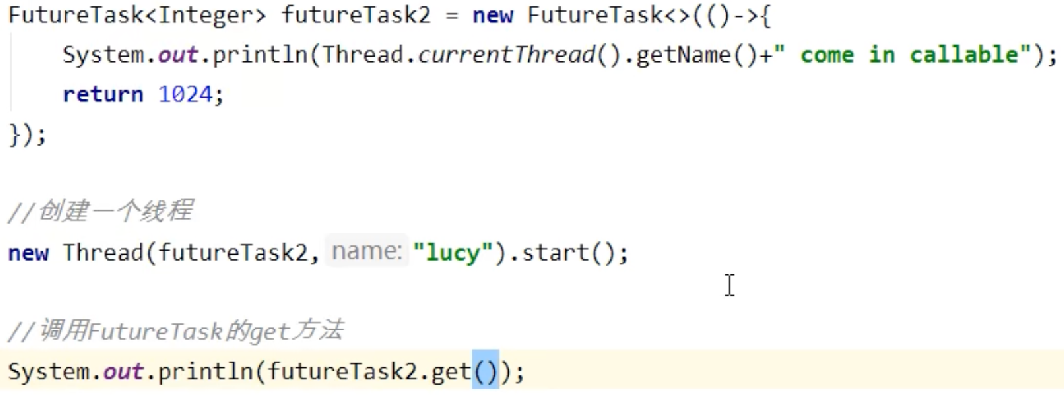 FutureTask<Integer> futureTask2 = new FutureTask<>(()->{
System.out.println(Thread.currentThread().getName()+" come in callable");
return 1024;
});
//创建一个线程
new Thread(futureTask2, name: "lucy").start();
//调用FutureTask的get方法
System.out.println(futureTask2.get());